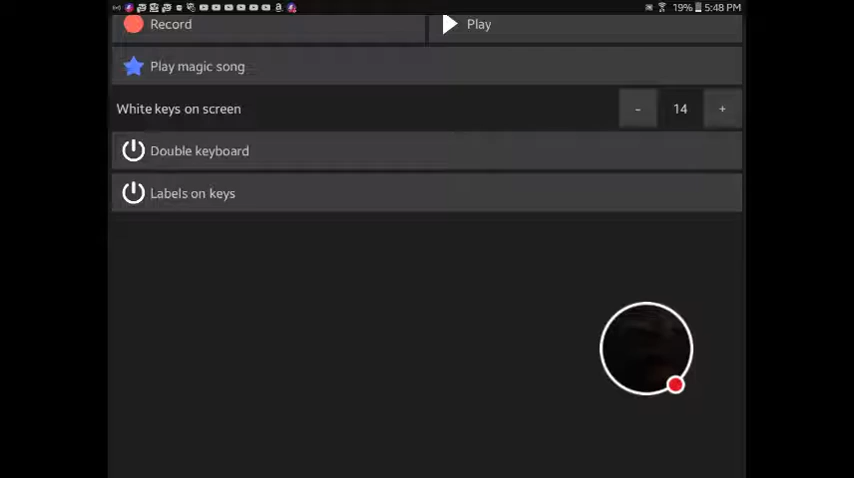 19% 5:48 PM
Record
Play
Play magic song
White keys on screen
- 14 +
Double keyboard
Labels on keys